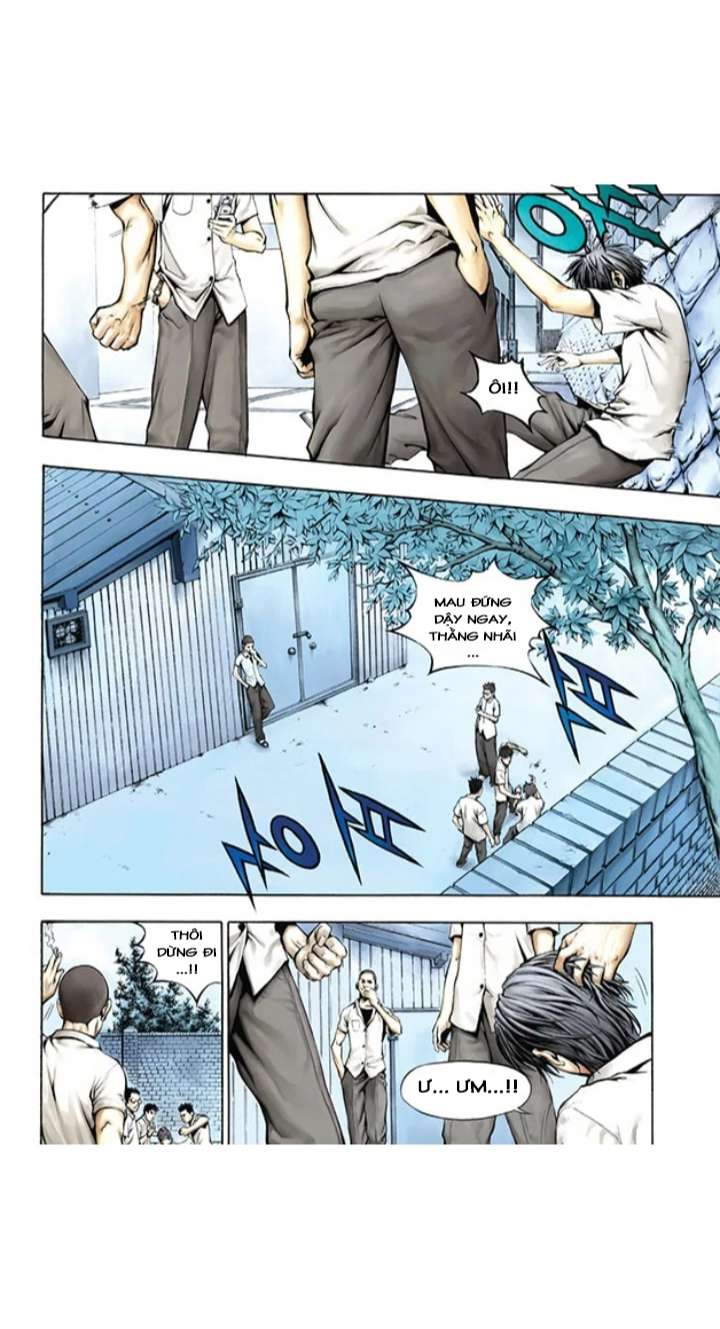 ÔI!!
MAU ĐỨNG
DẬY NGAY,
THẰNG NHÃI
...
THÔI
DỪNG ĐI
...!!
Ư... ƯM...!!